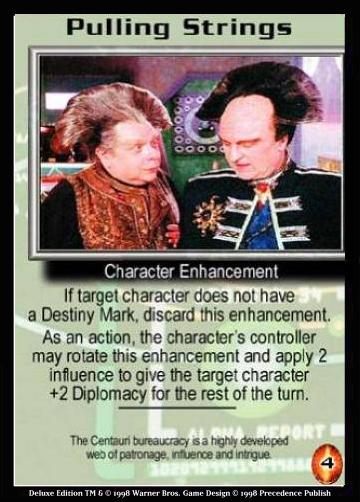 Pulling Strings
Character Enhancement
If target character does not have
a Destiny Mark, discard this enhancement.
As an action, the character's controller
may rotate this enhancement and apply 2
influence to give the target character
+2 Diplomacy for the rest of the turn.
The Centauri bureaucracy is a highly developed
web of patronage, influence and intrigue.
4
Deluxe Edition TM & © 1998 Warner Bros. Game Design © 1998 Precedence Publish